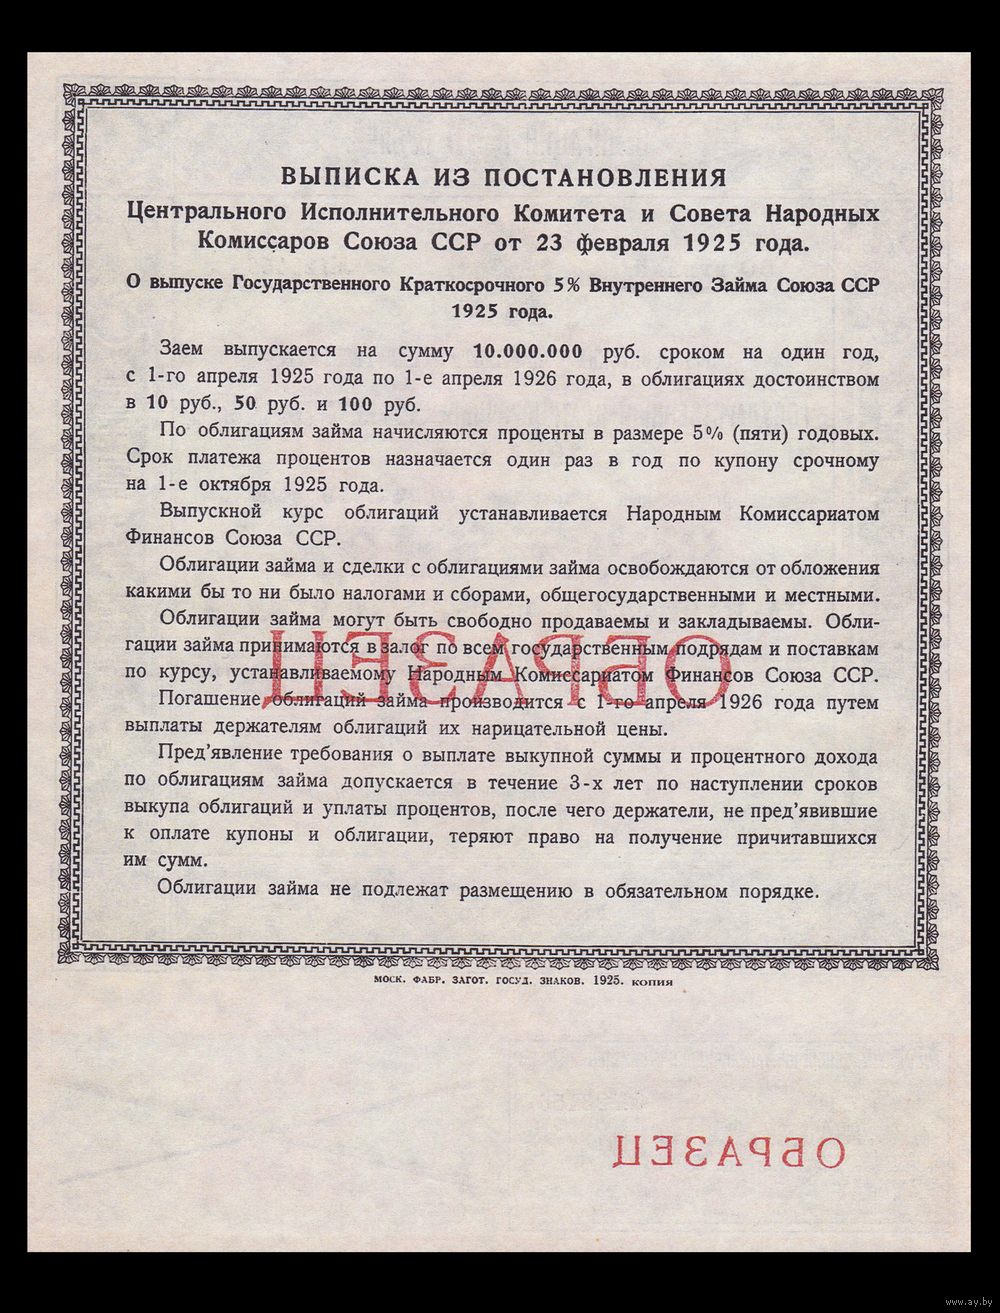 ВЫПИСКА ИЗ ПОСТАНОВЛЕНИЯ
Центрального Исполнительного Комитета и Совета Народных
Комиссаров Союза ССР от 23 февраля 1925 года.
О выпуске Государственного Краткосрочного 5% Внутреннего Займа Союза ССР
1925 года.
Заем выпускается на сумму 10.000.000 руб. сроком на один год,
с 1-го апреля 1925 года по 1-е апреля 1926 года, в облигациях достоинством
в 10 руб., 50 руб. и 100 руб.
По облигациям займа начисляются проценты в размере 5% (пяти) годовых.
Срок платежа процентов назначается один раз в год по купону срочному
на 1-е октября 1925 года.
Выпускной курс облигаций устанавливается Народным Комиссариатом
Финансов Союза ССР.
Облигации займа и сделки с облигациями займа освобождаются от обложения
какими бы то ни было налогами и сборами, общегосударственными и местными.
Облигации займа могут быть свободно продаваемы и закладываемы. Обли-
гации займа принимаются в залог по всем государственным подрядам и поставкам
по курсу, устанавливаемому Народным Комиссариатом Финансов Союза ССР.
Погашение облигаций займа производится с 1-го апреля 1926 года путем
выплаты держателям облигаций их нарицательной цены.
Пред'явление требования о выплате выкупной суммы и процентного дохода
по облигациям займа допускается в течение 3-х лет по наступлении сроков
выкупа облигаций и уплаты процентов, после чего держатели, не пред'явившие
к оплате купоны и облигации, теряют право на получение причитавшихся
им сумм.
Облигации займа не подлежат размещению в обязательном порядке.
ОБРАЗЕЦ
МОСК. ФАБР. ЗАГОТ. ГОСУД. ЗНАКОВ. 1925. КОПИЯ
ОБРАЗЕЦ
www.ay.by